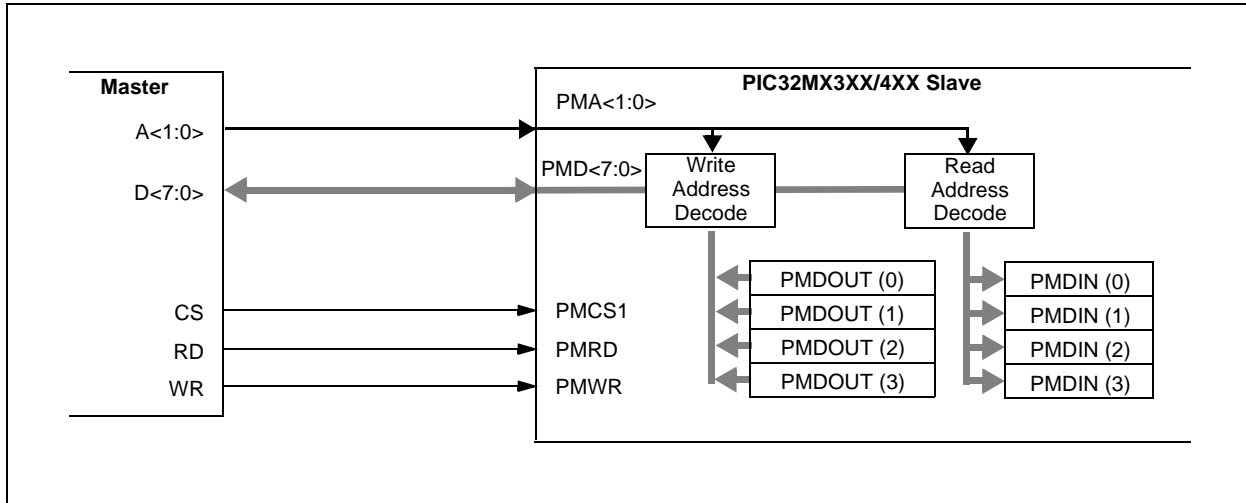 Master
A<1:0>
D<7:0>
CS
RD
WR
PIC32MX3XX/4XX Slave
PMA<1:0>
PMD<7:0>
PMCS1
PMRD
PMWR
Write
Address
Decode
Read
Address
Decode
PMDOUT (0)
PMDOUT (1)
PMDOUT (2)
PMDOUT (3)
PMDIN (0)
PMDIN (1)
PMDIN (2)
PMDIN (3)